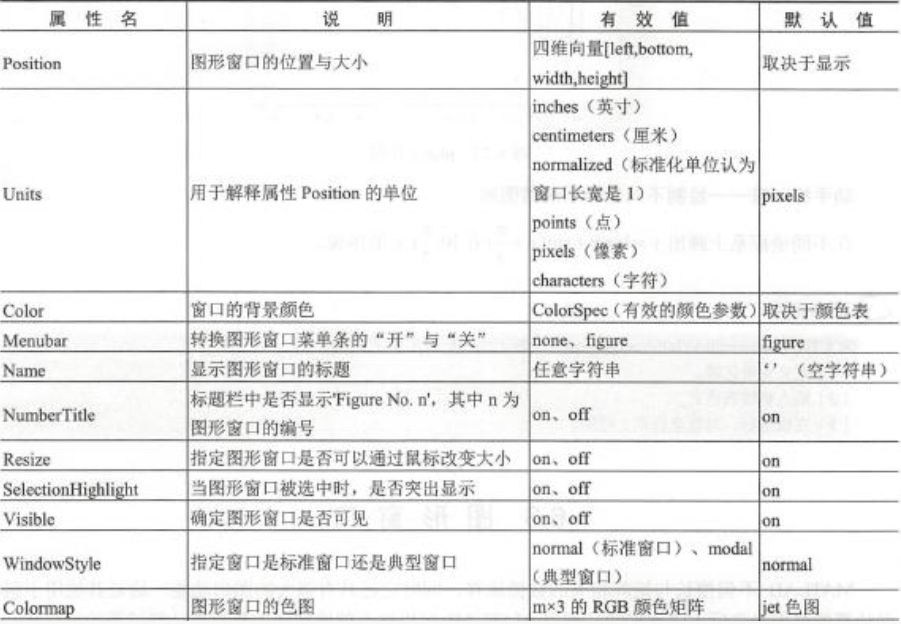 属 性 名 说 明 有 效 值 默 认 值
Position 图形窗口的位置与大小 四维向量[left,bottom, 取决于显示
width,height]
Units 用于解释属性 Position 的单位 inches（英寸） pixels
centimeters（厘米）
normalized（标准化单位认为
窗口长宽是 1）
points（点）
pixels（像素）
characters（字符）
Color 窗口的背景颜色 ColorSpec（有效的颜色参数） 取决于颜色表
Menubar 转换图形窗口菜单条的“开”与“关” none、figure figure
Name 显示图形窗口的标题 任意字符串 ‘’（空字符串）
NumberTitle 标题栏中是否显示'Figure No. n'，其中 n 为 on、off on
图形窗口的编号
Resize 指定图形窗口是否可以通过鼠标改变大小 on、off on
SelectionHighlight 当图形窗口被选中时，是否突出显示 on、off on
Visible 确定图形窗口是否可见 on、off on
WindowStyle 指定窗口是标准窗口还是典型窗口 normal（标准窗口）、modal normal
（典型窗口）
Colormap 图形窗口的色图 m×3 的 RGB 颜色矩阵 jet 色图